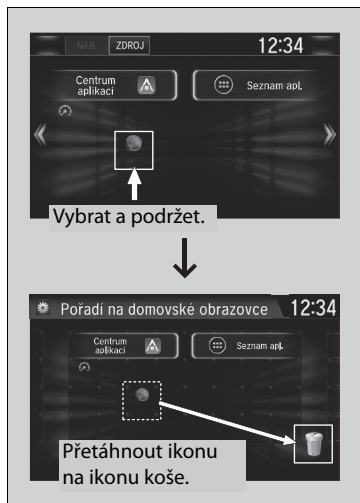 NAB.
ZDROJ
12:34
Centrum
aplikací
Seznam apl.
Vybrat a podržet.
Pořadí na domovské obrazovce
12:34
Centrum
aplikací
Seznam apl.
Přetáhnout ikonu
na ikonu koše.